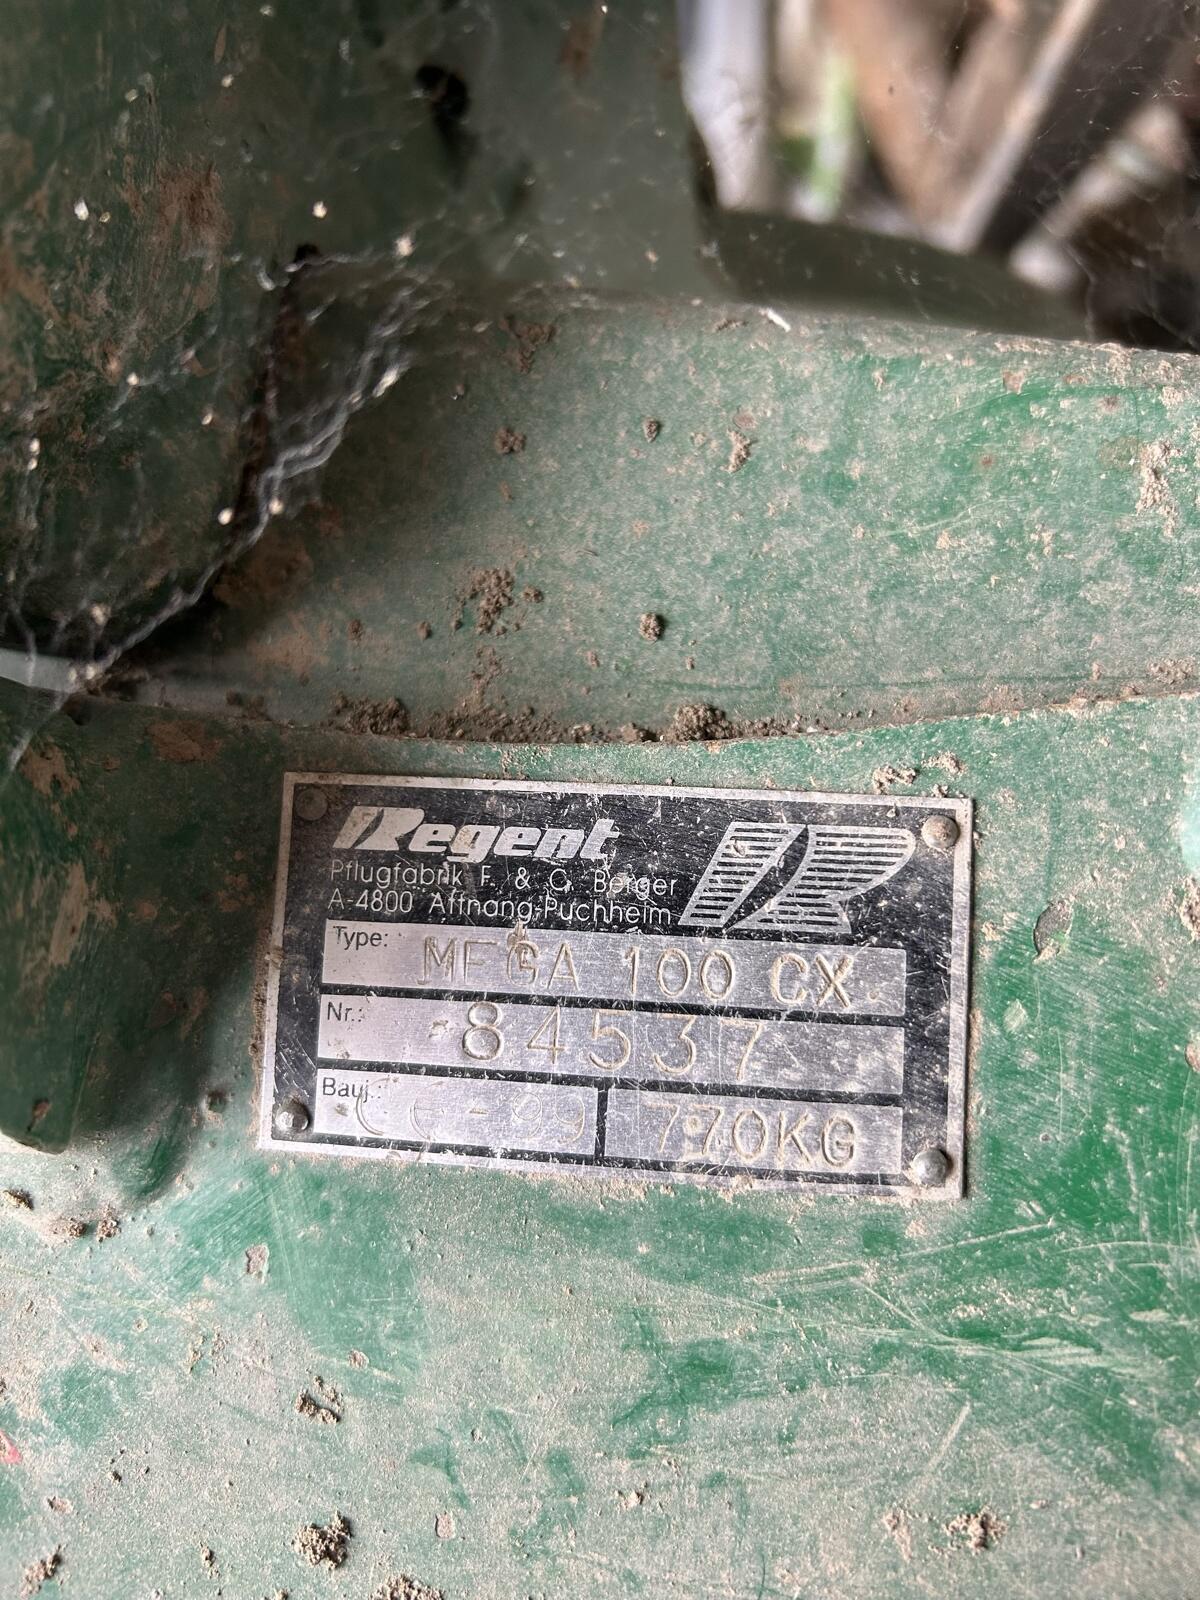 Regent
Pflugfabrik F. & C. Berger
A-4800 Attnang-Puchheim
Type: MEGA 100 CX
Nr.: 84537
Bauj.: CE-99 770KG